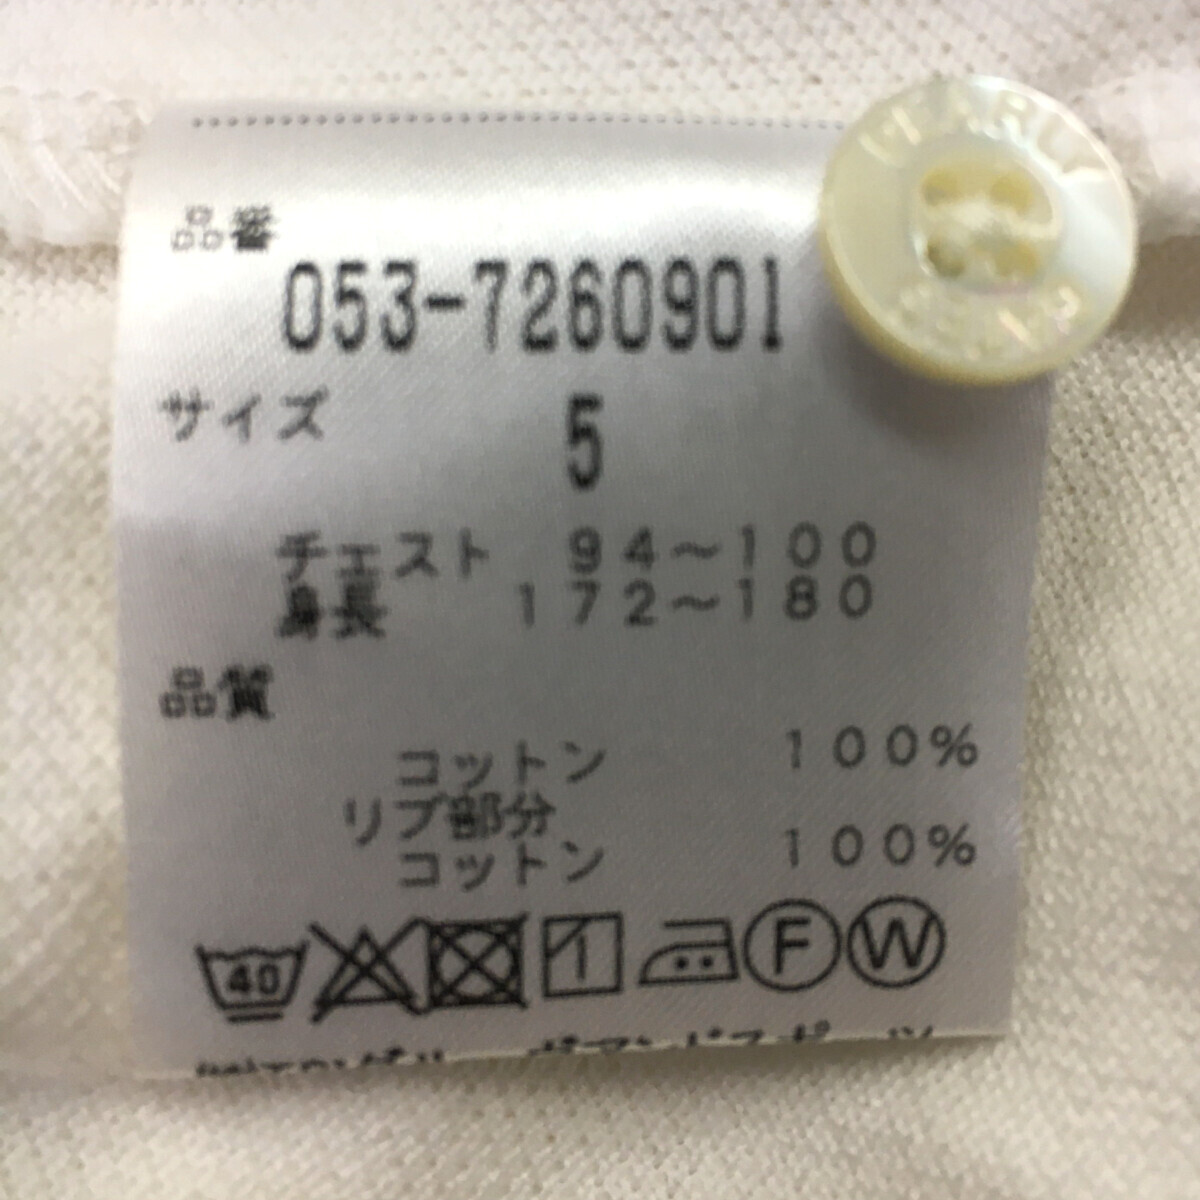 品番
053-7260901
サイズ 5
チェスト 94～100
身長 172～180
品質
コットン 100%
リブ部分
コットン 100%
40 1 F W